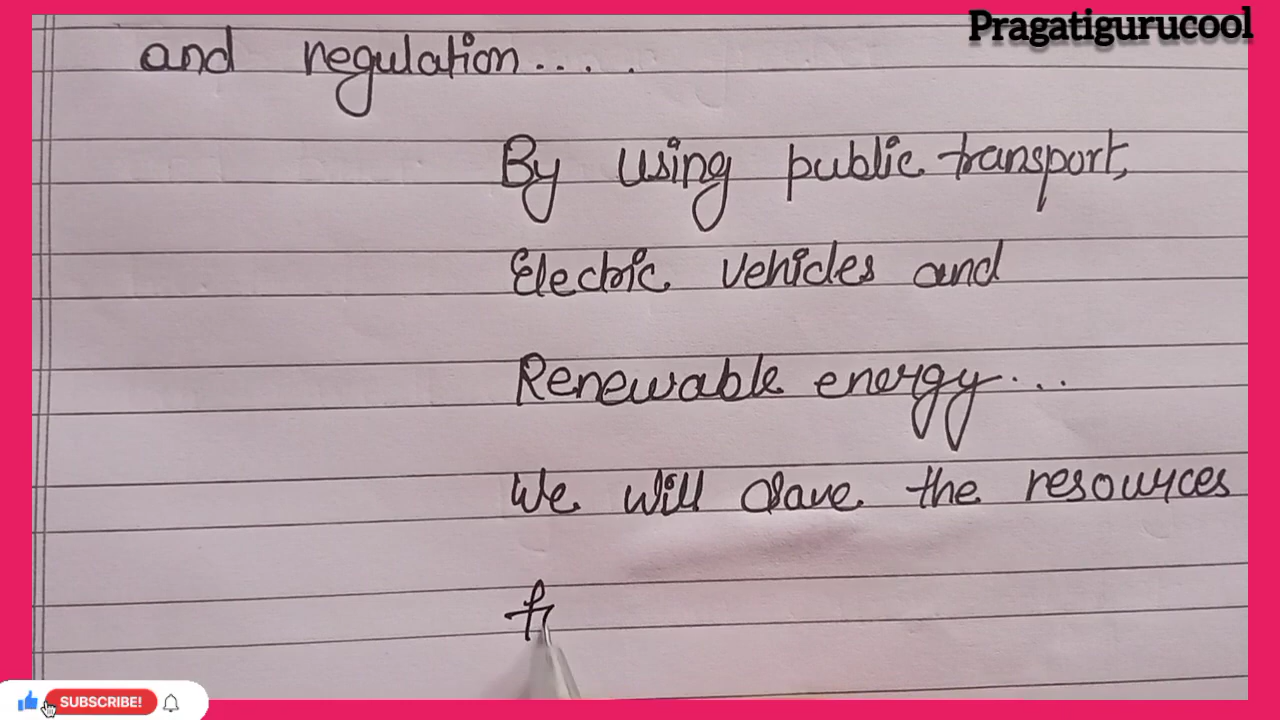 Pragatigurucool
and regulation....
By using public transport,
Electric vehicles and
Renewable energy...
We will save the resources
f
SUBSCRIBE!